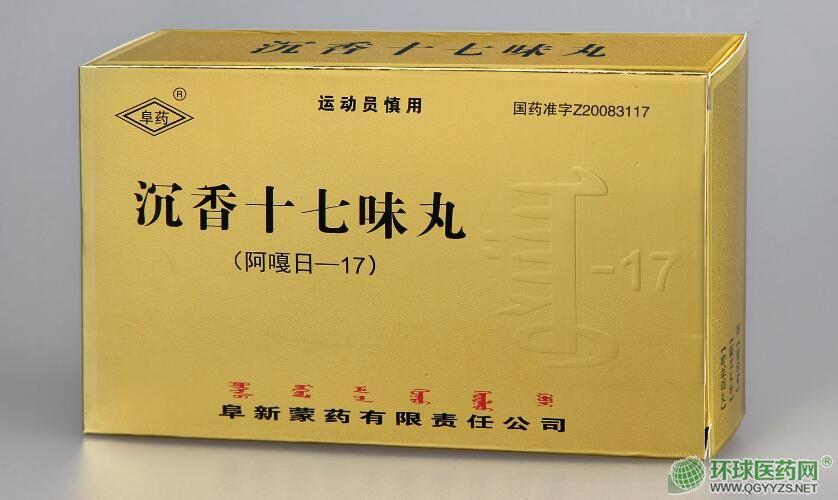 沉香十七味丸
阜药®
运动员慎用
国药准字Z20083117
沉香十七味丸
（阿嘎日—17）
-17
阜新蒙药有限责任公司
环球医药网®
WWW.QGYYZS.NET